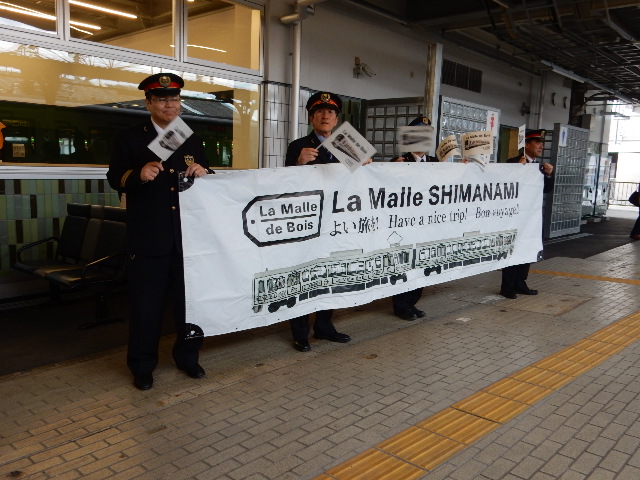 La Malle
de Bois
La Malle SHIMANAMI
よい旅を! Have a nice trip! Bon voyage!